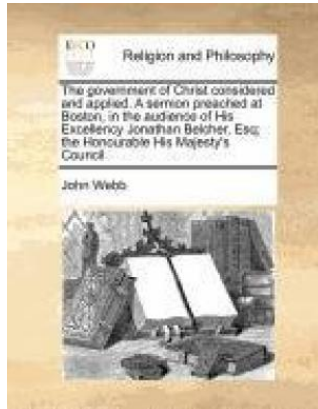 ECCO
Religion and Philosophy
The government of Christ considered
and applied. A sermon preached at
Boston, in the audience of His
Excellency Jonathan Belcher, Esq;
the Honourable His Majesty's
Council
John Webb